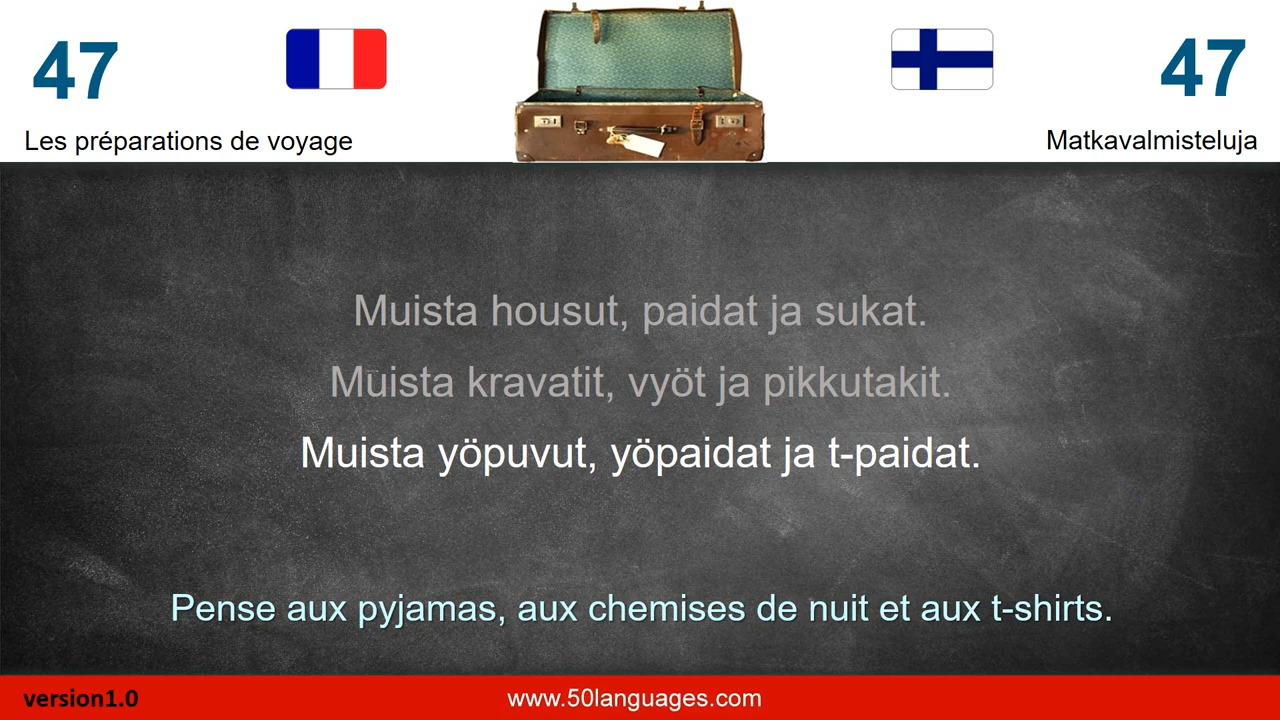 47
47
Les préparations de voyage
Matkavalmisteluja
Muista housut, paidat ja sukat.
Muista kravatit, vyöt ja pikkutakit.
Muista yöpuvut, yöpaidat ja t-paidat.
Pense aux pyjamas, aux chemises de nuit et aux t-shirts.
version1.0
www.50languages.com